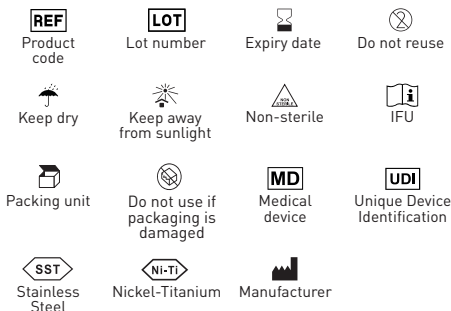 REF LOT
Product code Lot number Expiry date Do not reuse
NON STERILE
Keep dry Keep away from sunlight Non-sterile IFU
MD UDI
Packing unit Do not use if packaging is damaged Medical device Unique Device Identification
SST Ni-Ti
Stainless Steel Nickel-Titanium Manufacturer